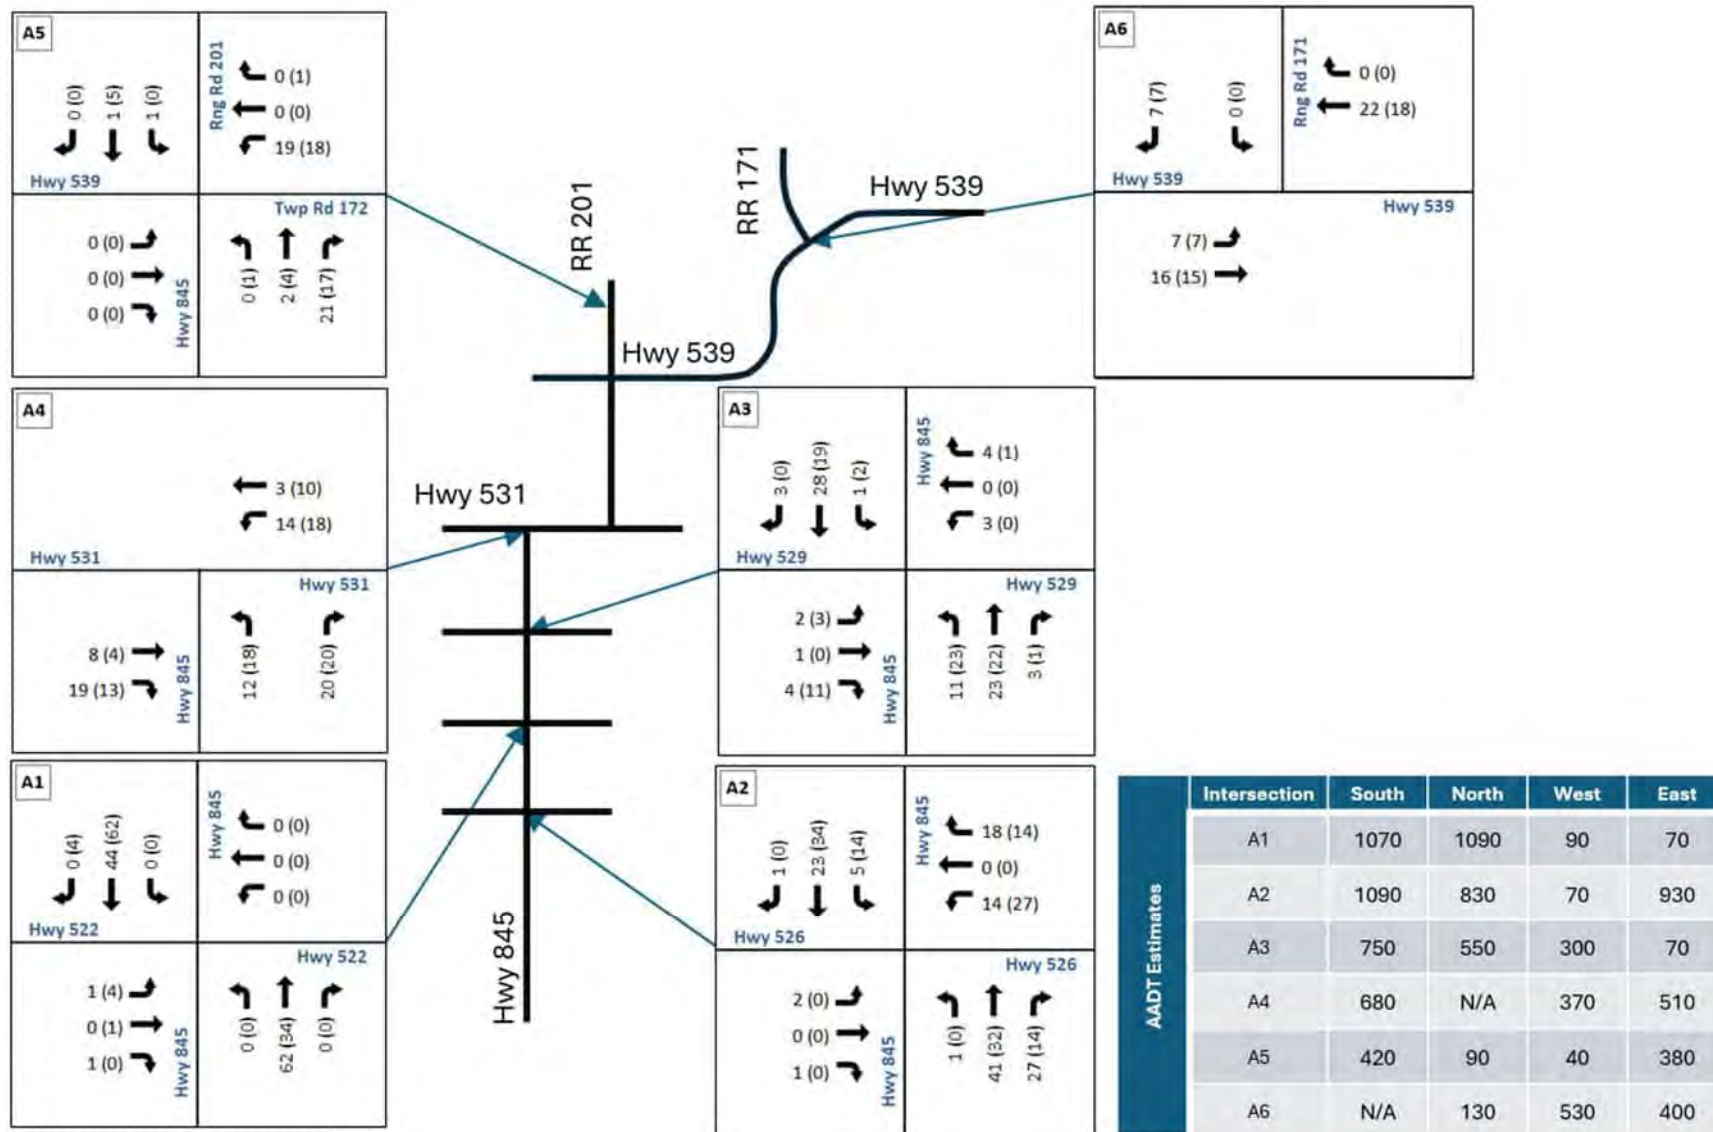 A5
0 (0)
1 (5)
1 (0)
Rng Rd 201
0 (1)
0 (0)
19 (18)
Hwy 539
Twp Rd 172
0 (0)
0 (0)
0 (0)
Hwy 845
0 (1)
2 (4)
21 (17)
A6
7 (7)
0 (0)
Rng Rd 171
0 (0)
22 (18)
Hwy 539
Hwy 539
7 (7)
16 (15)
RR 201
RR 171
Hwy 539
Hwy 539
Hwy 531
Hwy 845
A4
3 (10)
14 (18)
Hwy 531
Hwy 531
8 (4)
19 (13)
Hwy 845
12 (18)
20 (20)
A3
3 (0)
28 (19)
1 (2)
Hwy 845
4 (1)
0 (0)
3 (0)
Hwy 529
Hwy 529
2 (3)
1 (0)
4 (11)
Hwy 845
11 (23)
23 (22)
3 (1)
A1
0 (4)
44 (62)
0 (0)
Hwy 845
0 (0)
0 (0)
0 (0)
Hwy 522
Hwy 522
1 (4)
0 (1)
1 (0)
Hwy 845
0 (0)
62 (34)
0 (0)
A2
1 (0)
23 (34)
5 (14)
Hwy 845
18 (14)
0 (0)
14 (27)
Hwy 526
Hwy 526
2 (0)
0 (0)
1 (0)
Hwy 845
1 (0)
41 (32)
27 (14)
AADT Estimates
Intersection South North West East
A1 1070 1090 90 70
A2 1090 830 70 930
A3 750 550 300 70
A4 680 N/A 370 510
A5 420 90 40 380
A6 N/A 130 530 400